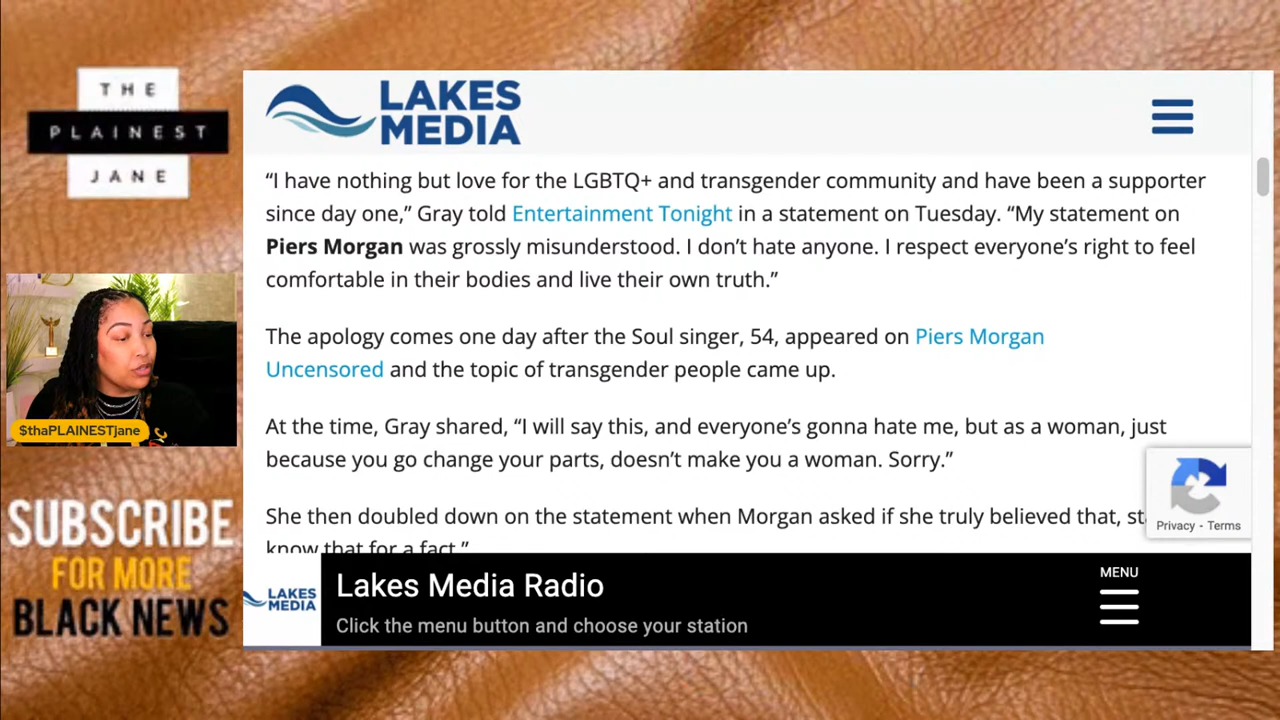 THE
PLAINEST
JANE
$thaPLAINESTjane
SUBSCRIBE
FOR MORE
BLACK NEWS
LAKES
MEDIA
“I have nothing but love for the LGBTQ+ and transgender community and have been a supporter
since day one,” Gray told Entertainment Tonight in a statement on Tuesday. “My statement on
Piers Morgan was grossly misunderstood. I don’t hate anyone. I respect everyone’s right to feel
comfortable in their bodies and live their own truth.”
The apology comes one day after the Soul singer, 54, appeared on Piers Morgan
Uncensored and the topic of transgender people came up.
At the time, Gray shared, “I will say this, and everyone’s gonna hate me, but as a woman, just
because you go change your parts, doesn’t make you a woman. Sorry.”
She then doubled down on the statement when Morgan asked if she truly believed that,
know that for a fact.”
Privacy - Terms
LAKES
MEDIA
Lakes Media Radio
Click the menu button and choose your station
MENU